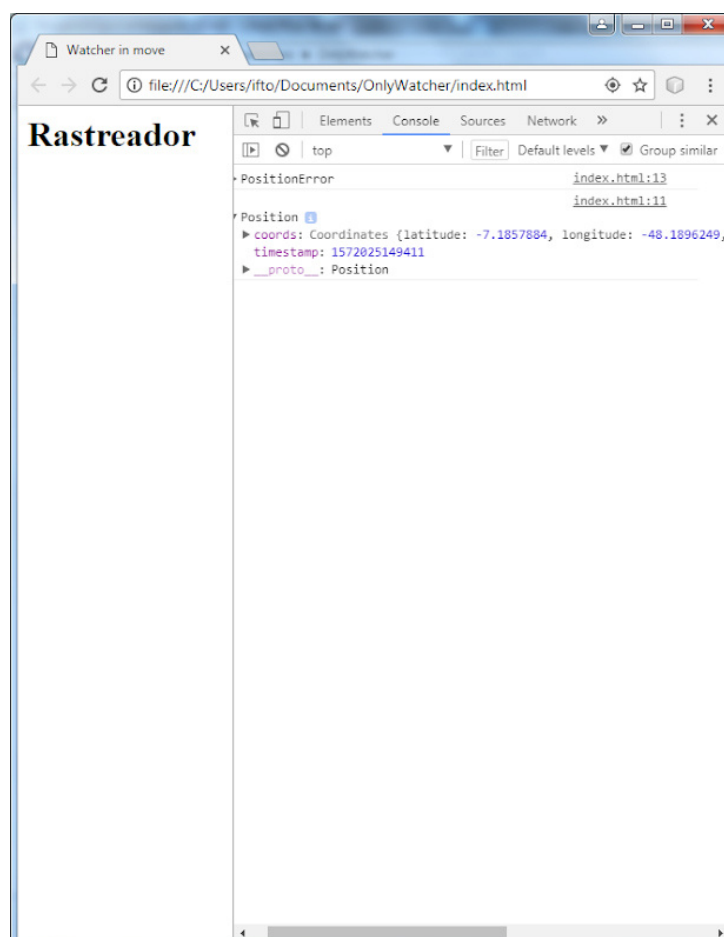 Watcher in move
file:///C:/Users/ifto/Documents/OnlyWatcher/index.html
Rastreador
Elements Console Sources Network »
top Filter Default levels Group similar
PositionError index.html:13
index.html:11
Position
coords: Coordinates {latitude: -7.1857884, longitude: -48.1896249,
timestamp: 1572025149411
__proto__: Position